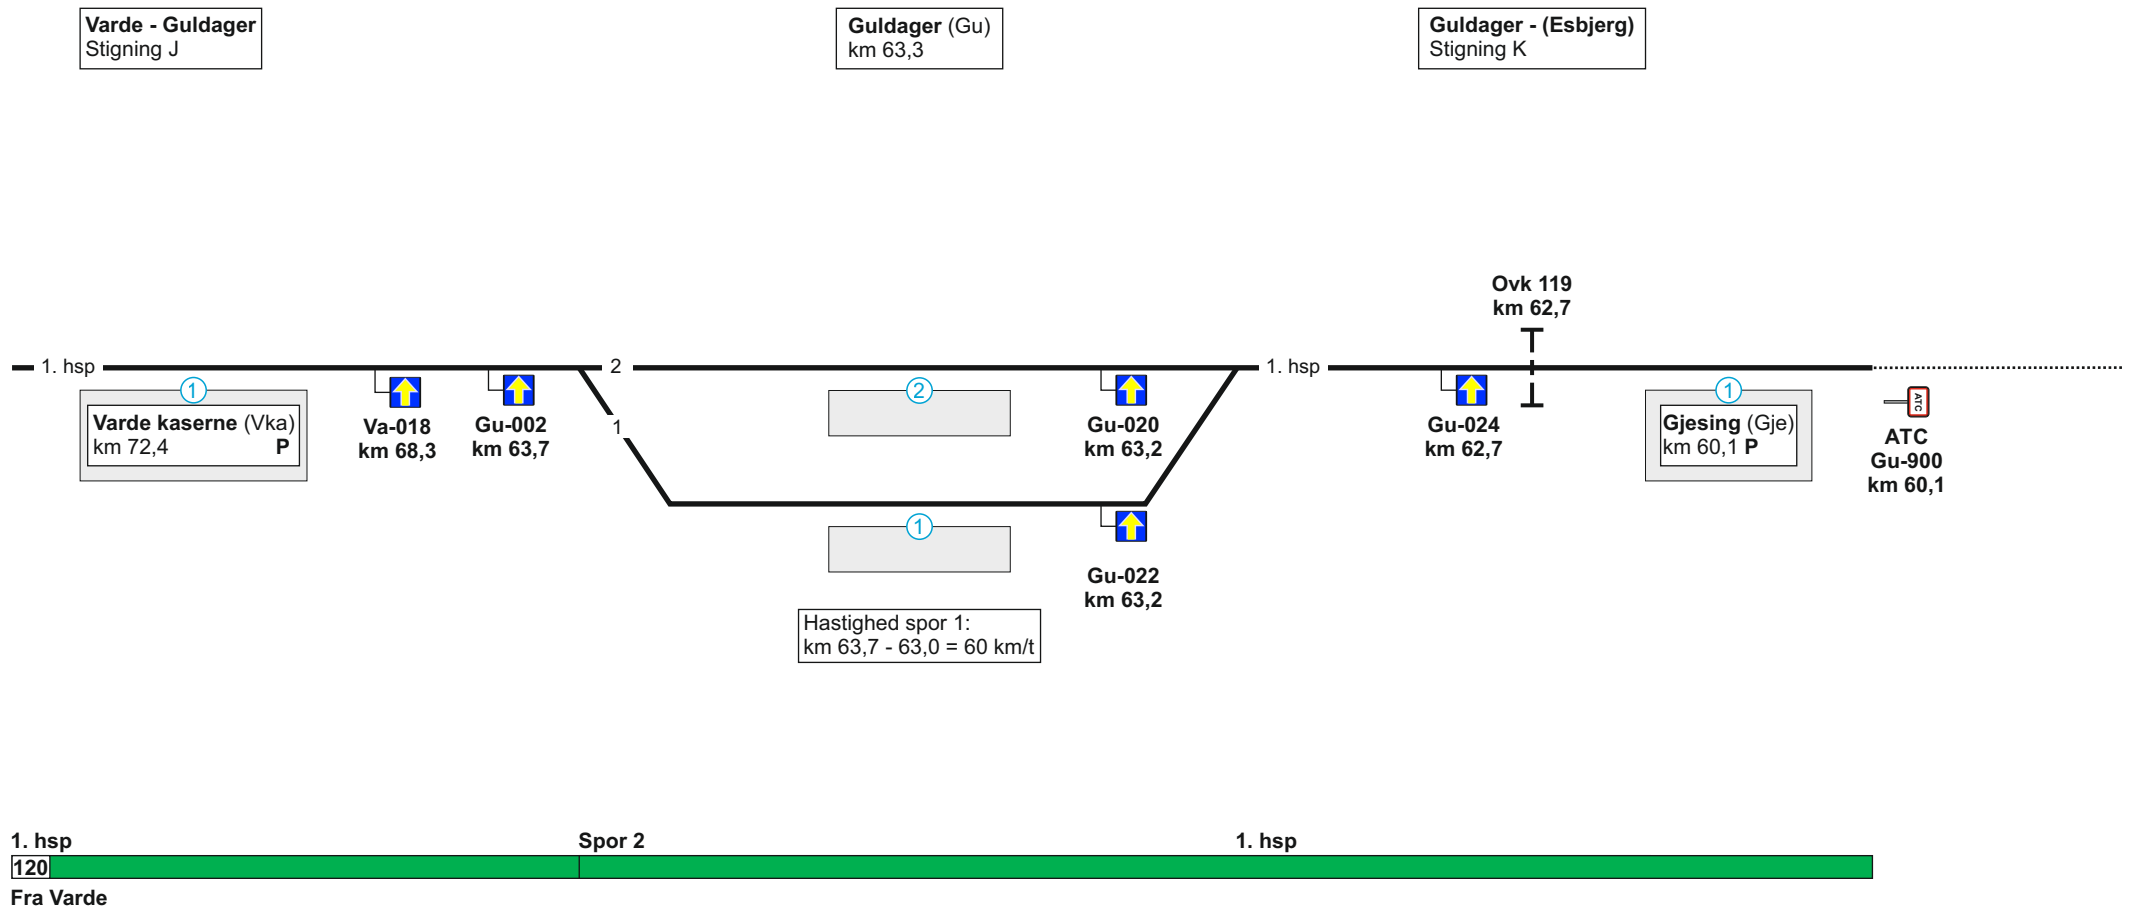 Varde - Guldager
Stigning J
Guldager (Gu)
km 63,3
Guldager - (Esbjerg)
Stigning K
Ovk 119
km 62,7
1. hsp
2
1. hsp
1
Varde kaserne (Vka)
km 72,4 P
Va-018
km 68,3
Gu-002
km 63,7
1
2
Gu-020
km 63,2
Gu-024
km 62,7
1
Gjesing (Gje)
km 60,1 P
ATC
ATC
Gu-900
km 60,1
1
Gu-022
km 63,2
Hastighed spor 1:
km 63,7 - 63,0 = 60 km/t
1. hsp
Spor 2
1. hsp
120
Fra Varde